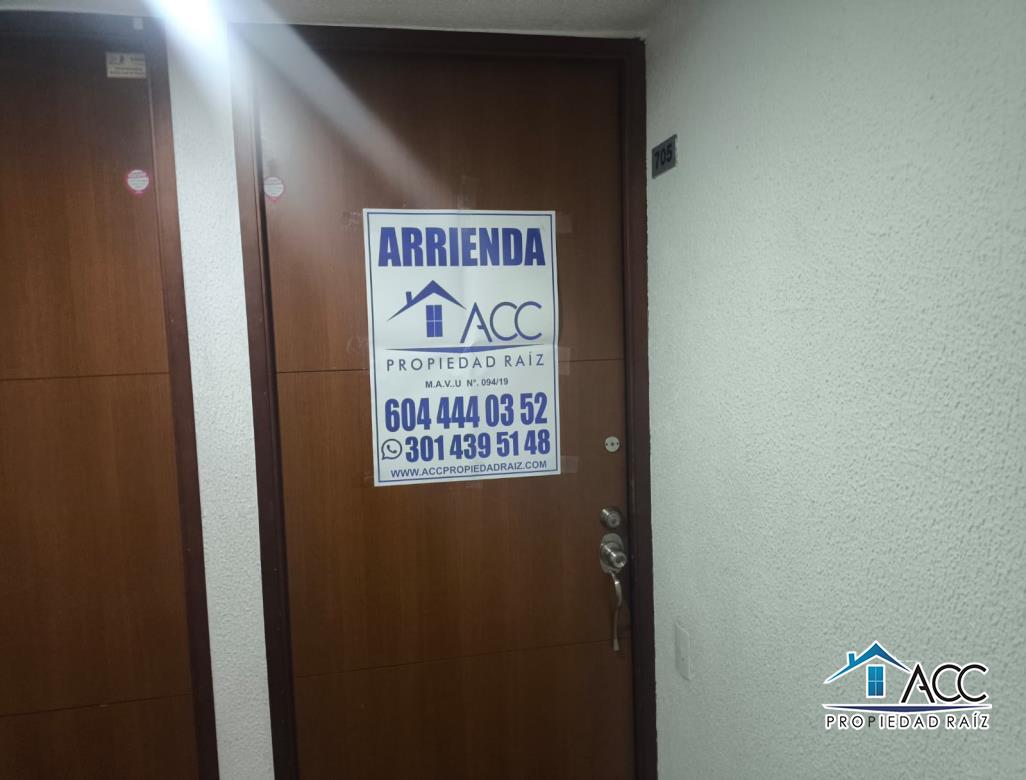 705
ARRIENDA
ACC
PROPIEDAD RAÍZ
M.A.V..U N°. 094/19
604 444 03 52
301 439 51 48
WWW.ACCPROPIEDADRAIZ.COM
ACC
PROPIEDAD RAÍZ